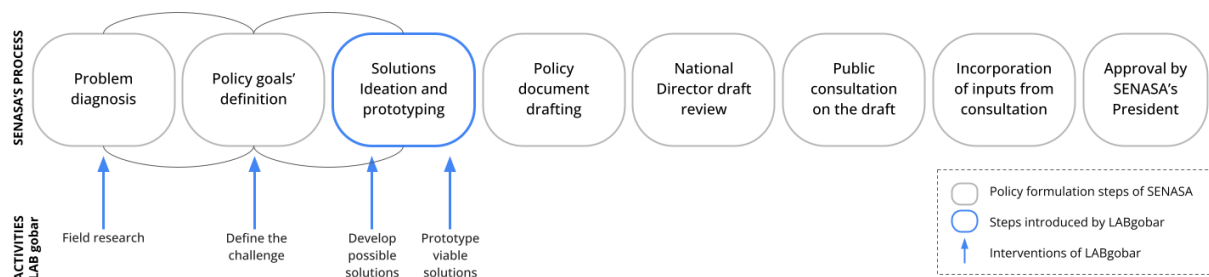 SENASA'S PROCESS
Problem
diagnosis
Policy goals'
definition
Solutions
Ideation and
prototyping
Policy
document
drafting
National
Director draft
review
Public
consultation
on the draft
Incorporation
of inputs from
consultation
Approval by
SENASA's
President
ACTIVITIES
LAB gobar
Field research
Define the
challenge
Develop
possible
solutions
Prototype
viable
solutions
Policy formulation steps of SENASA
Steps introduced by LABgobar
Interventions of LABgobar